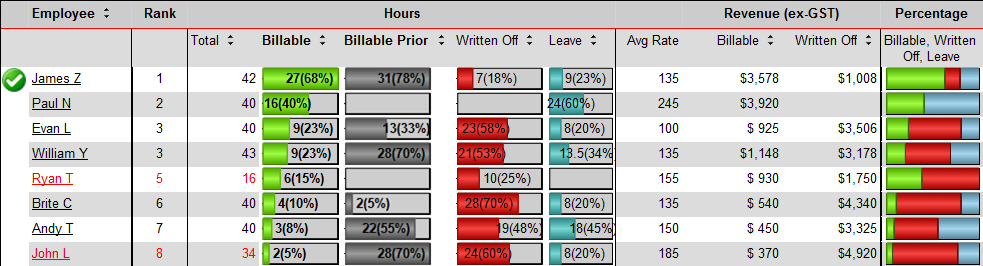 Employee Rank Hours Revenue (ex-GST) Percentage
Total Billable Billable Prior Written Off Leave Avg Rate Billable Written Off Billable, Written
Off, Leave
James Z 1 42 27(68%) 31(78%) 7(18%) 9(23%) 135 $3,578 $1,008
Paul N 2 40 16(40%) 24(60%) 245 $3,920
Evan L 3 40 9(23%) 13(33%) 23(58%) 8(20%) 100 $ 925 $3,506
William Y 3 43 9(23%) 28(70%) 21(53%) 13.5(34% 135 $1,148 $3,178
Ryan T 5 16 6(15%) 10(25%) 155 $ 930 $1,750
Brite C 6 40 4(10%) 2(5%) 28(70%) 8(20%) 135 $ 540 $4,340
Andy T 7 40 3(8%) 22(55%) 19(48%) 18(45%) 150 $ 450 $3,325
John L 8 34 2(5%) 28(70%) 24(60%) 8(20%) 185 $ 370 $4,920